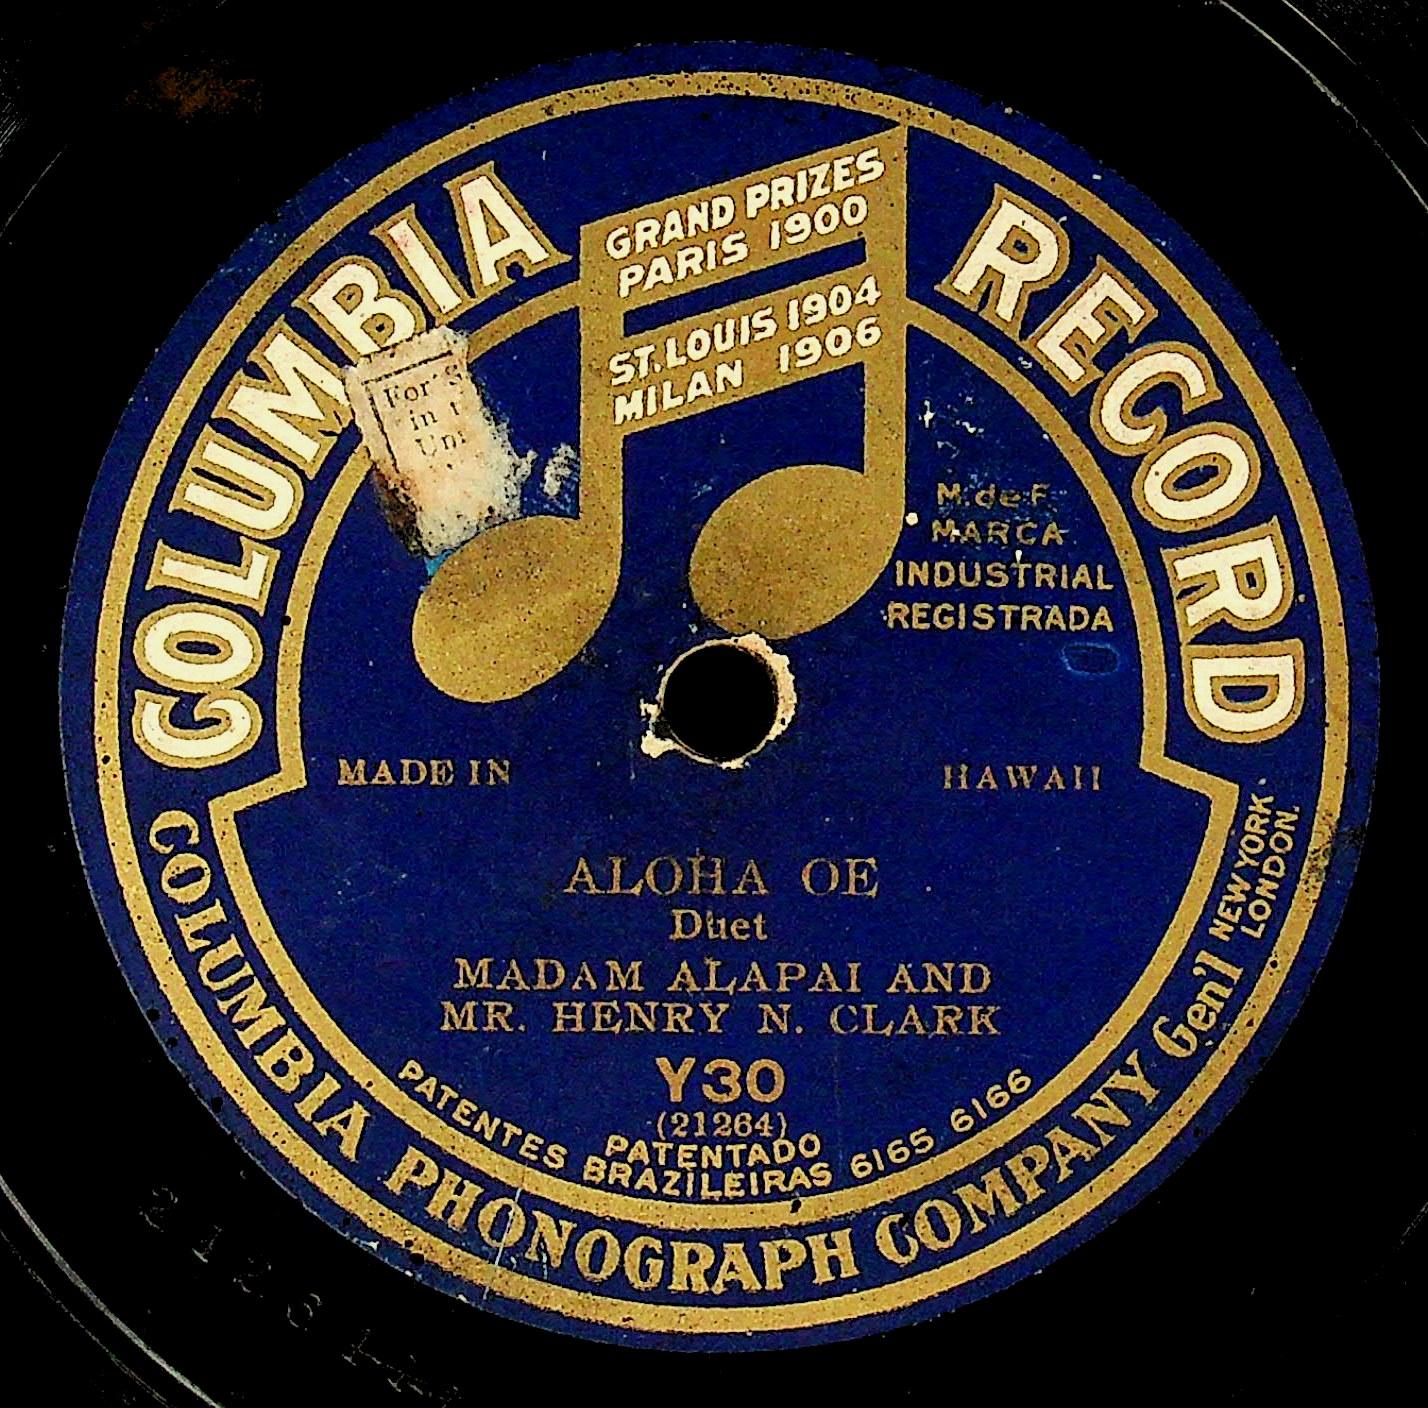 COLUMBIA RECORD
GRAND PRIZES
PARIS 1900
ST. LOUIS 1904
MILAN 1906
For
in
M. de F.
MARCA
INDUSTRIAL
REGISTRADA
MADE IN HAWAII
ALOHA OE
Duet
MADAM ALAPAI AND
MR. HENRY N. CLARK
Y30
(21264)
PATENTADO
PATENTES BRAZILEIRAS 6165 6166
COLUMBIA PHONOGRAPH COMPANY Gen'l
NEW YORK
LONDON.